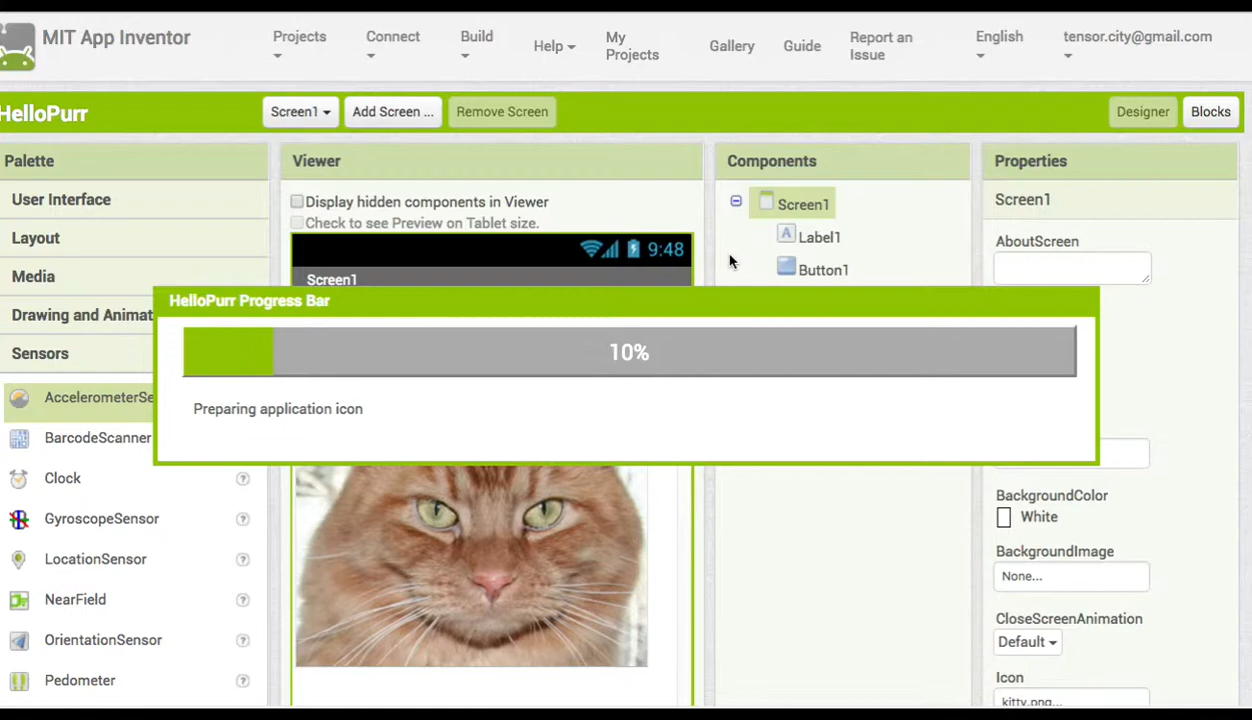 MIT App Inventor
Projects
Connect
Build
Help
My
Projects
Gallery
Guide
Report an
Issue
English
tensor.city@gmail.com
HelloPurr
Screen1
Add Screen ...
Remove Screen
Designer
Blocks
Palette
User Interface
Layout
Media
Drawing and Animat
Sensors
AccelerometerSe
BarcodeScanner
Clock
?
GyroscopeSensor
?
LocationSensor
?
NearField
?
OrientationSensor
?
Pedometer
?
Viewer
Display hidden components in Viewer
Check to see Preview on Tablet size.
9:48
Screen1
HelloPurr Progress Bar
10%
Preparing application icon
Components
Screen1
A Label1
Button1
Properties
Screen1
AboutScreen
BackgroundColor
White
BackgroundImage
None...
CloseScreenAnimation
Default
Icon
kitty.png...